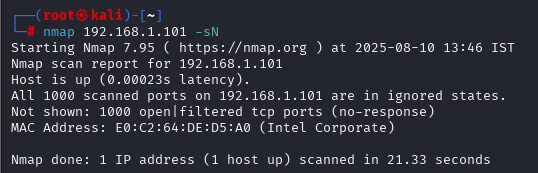 ┌──(root㉿kali)-[~]
└─# nmap 192.168.1.101 -sN
Starting Nmap 7.95 ( https://nmap.org ) at 2025-08-10 13:46 IST
Nmap scan report for 192.168.1.101
Host is up (0.00023s latency).
All 1000 scanned ports on 192.168.1.101 are in ignored states.
Not shown: 1000 open|filtered tcp ports (no-response)
MAC Address: E0:C2:64:DE:D5:A0 (Intel Corporate)
Nmap done: 1 IP address (1 host up) scanned in 21.33 seconds